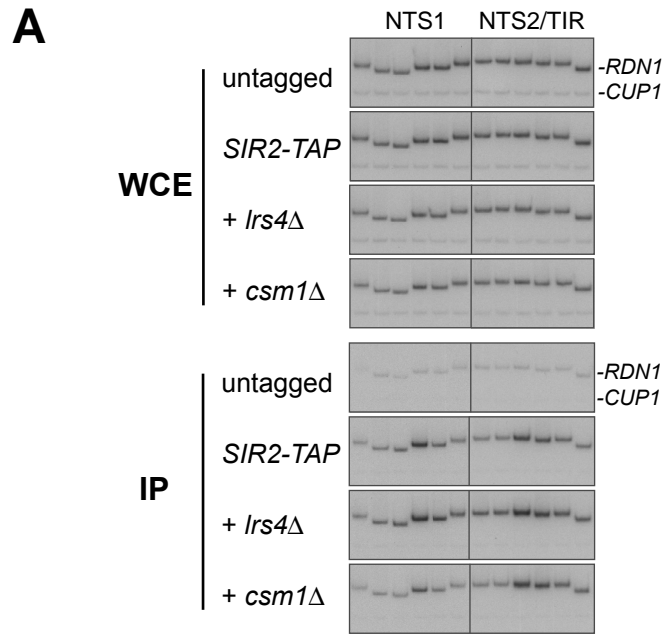 A
NTS1 NTS2/TIR
untagged -RDN1
-CUP1
SIR2-TAP
WCE
+ lrs4Δ
+ csm1Δ
untagged -RDN1
-CUP1
SIR2-TAP
IP
+ lrs4Δ
+ csm1Δ